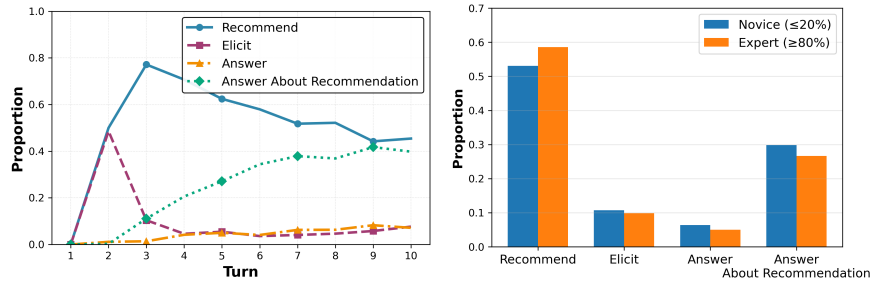 Proportion
1.0
0.8
0.6
0.4
0.2
0.0
Recommend
Elicit
Answer
Answer About Recommendation
1 2 3 4 5 6 7 8 9 10
Turn
Proportion
0.7
0.6
0.5
0.4
0.3
0.2
0.1
0.0
Novice (≤20%)
Expert (≥80%)
Recommend Elicit Answer Answer
About Recommendation